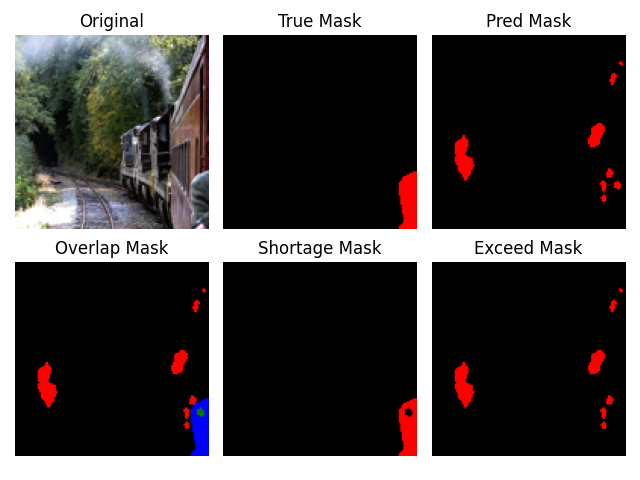 Original
True Mask
Pred Mask
Overlap Mask
Shortage Mask
Exceed Mask